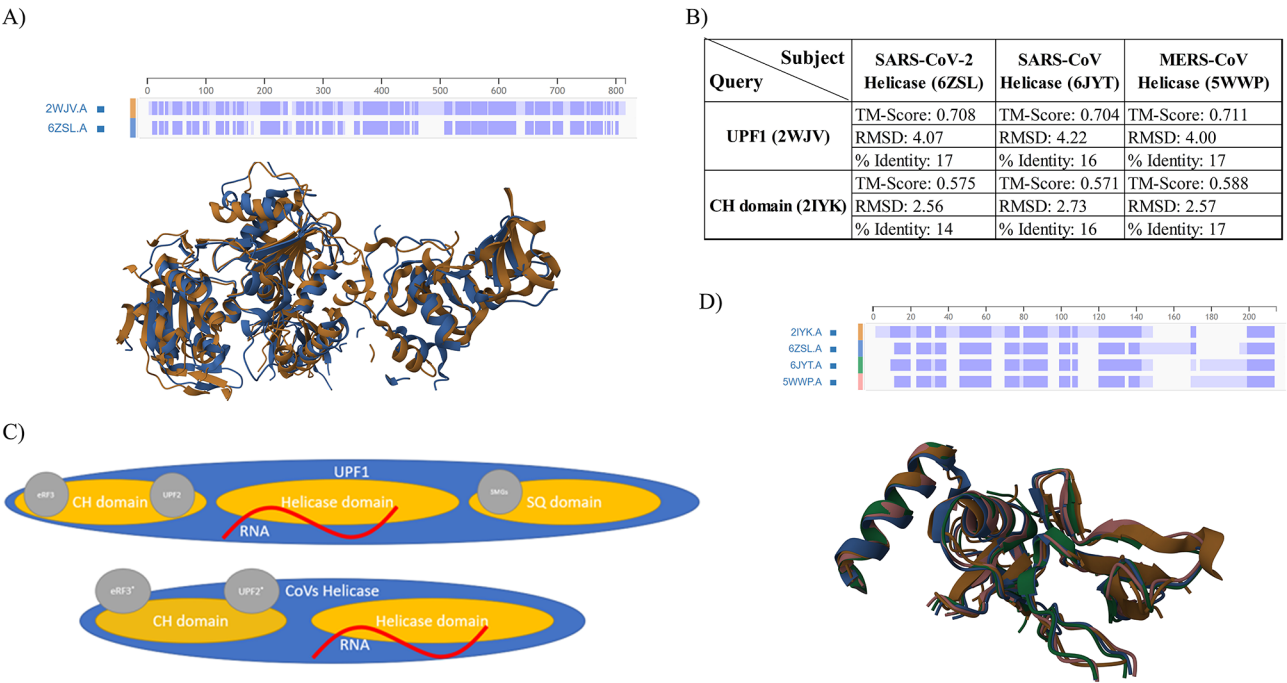 A)
0 100 200 300 400 500 600 700 800
2WJV.A
6ZSL.A
B)
Subject
Query
SARS-CoV-2 Helicase (6ZSL)
SARS-CoV Helicase (6JYT)
MERS-CoV Helicase (5WWP)
UPF1 (2WJV)
TM-Score: 0.708 TM-Score: 0.704 TM-Score: 0.711
RMSD: 4.07 RMSD: 4.22 RMSD: 4.00
% Identity: 17 % Identity: 16 % Identity: 17
CH domain (2IYK)
TM-Score: 0.575 TM-Score: 0.571 TM-Score: 0.588
RMSD: 2.56 RMSD: 2.73 RMSD: 2.57
% Identity: 14 % Identity: 16 % Identity: 17
C)
UPF1
eRF3 CH domain UPF2 Helicase domain SMGs SQ domain
RNA
eRF3* UPF2* CoVs Helicase
CH domain Helicase domain
RNA
D)
0 20 40 60 80 100 120 140 160 180 200
2IYK.A
6ZSL.A
6JYT.A
5WWP.A